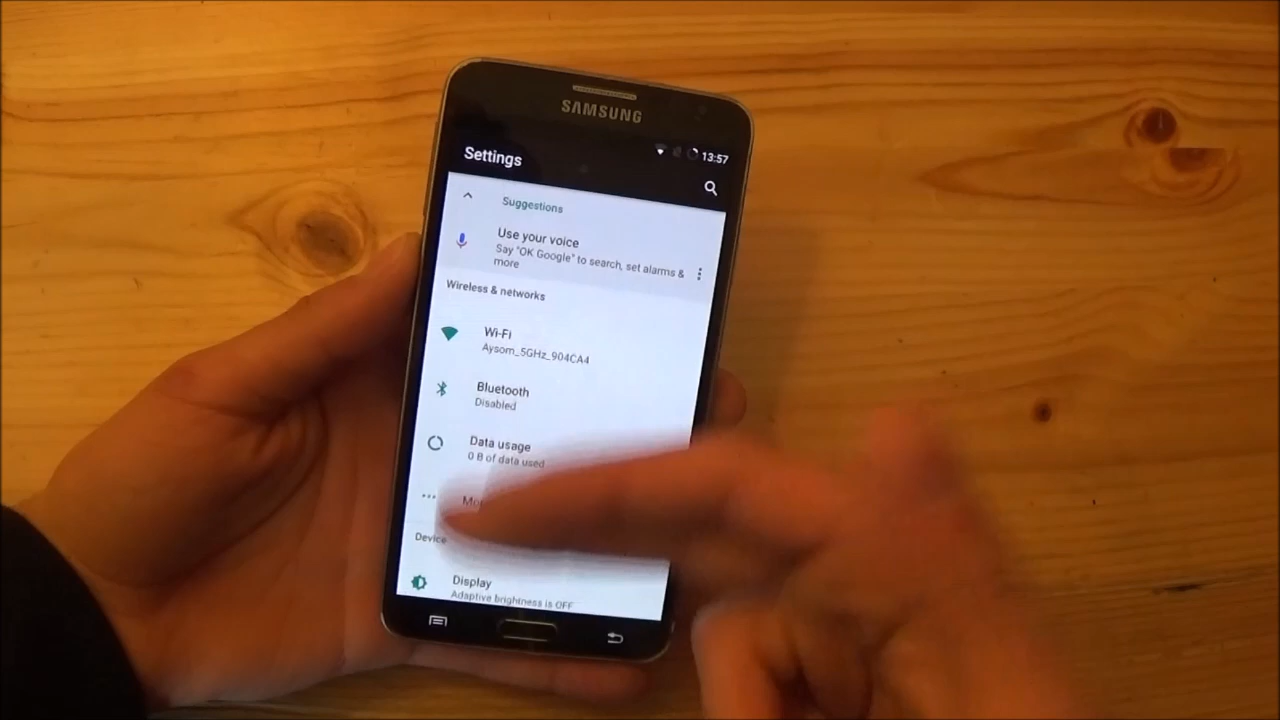 SAMSUNG
13:57
Settings
Suggestions
Use your voice
Say "OK Google" to search, set alarms &
more
Wireless & networks
Wi-Fi
Aysom_5GHz_904CA4
Bluetooth
Disabled
Data usage
0 B of data used
Device
Display
Adaptive brightness is OFF